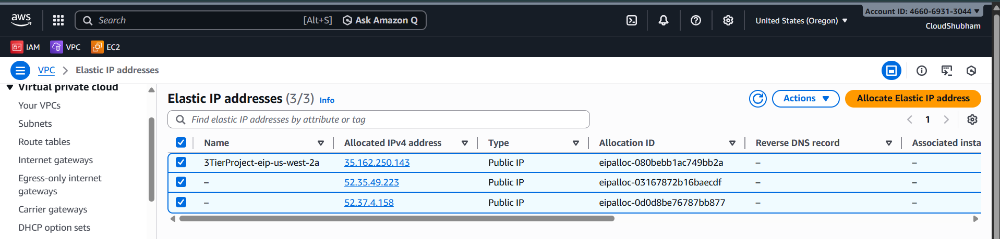 aws
Search [Alt+S] Ask Amazon Q United States (Oregon) Account ID: 4660-6931-3044
CloudShubham
IAM VPC EC2
VPC Elastic IP addresses
Virtual private cloud
Your VPCs
Subnets
Route tables
Internet gateways
Egress-only internet
gateways
Carrier gateways
DHCP option sets
Elastic IP addresses (3/3) Info Actions Allocate Elastic IP address
Find elastic IP addresses by attribute or tag 1
Name Allocated IPv4 address Type Allocation ID Reverse DNS record Associated insta
3TierProject-eip-us-west-2a 35.162.250.143 Public IP eipalloc-080bebb1ac749bb2a – –
– 52.35.49.223 Public IP eipalloc-03167872b16baecdf – –
– 52.37.4.158 Public IP eipalloc-0d0d8be76787bb877 – –